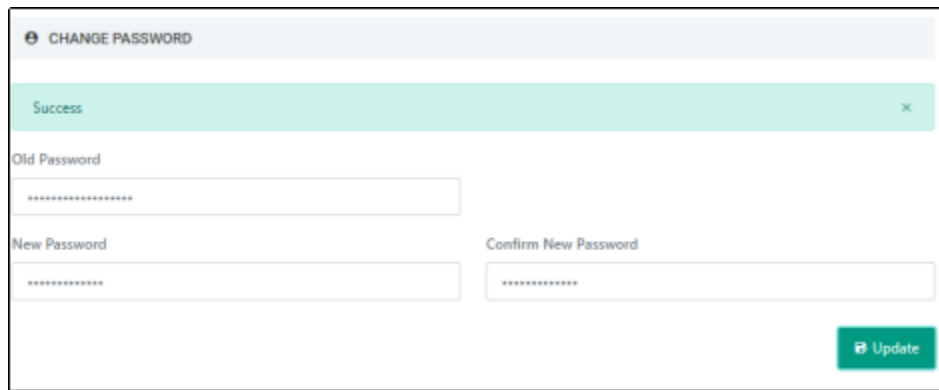 CHANGE PASSWORD
Success ×
Old Password
••••••••••••••••••
New Password Confirm New Password
••••••••••••• •••••••••••••
Update